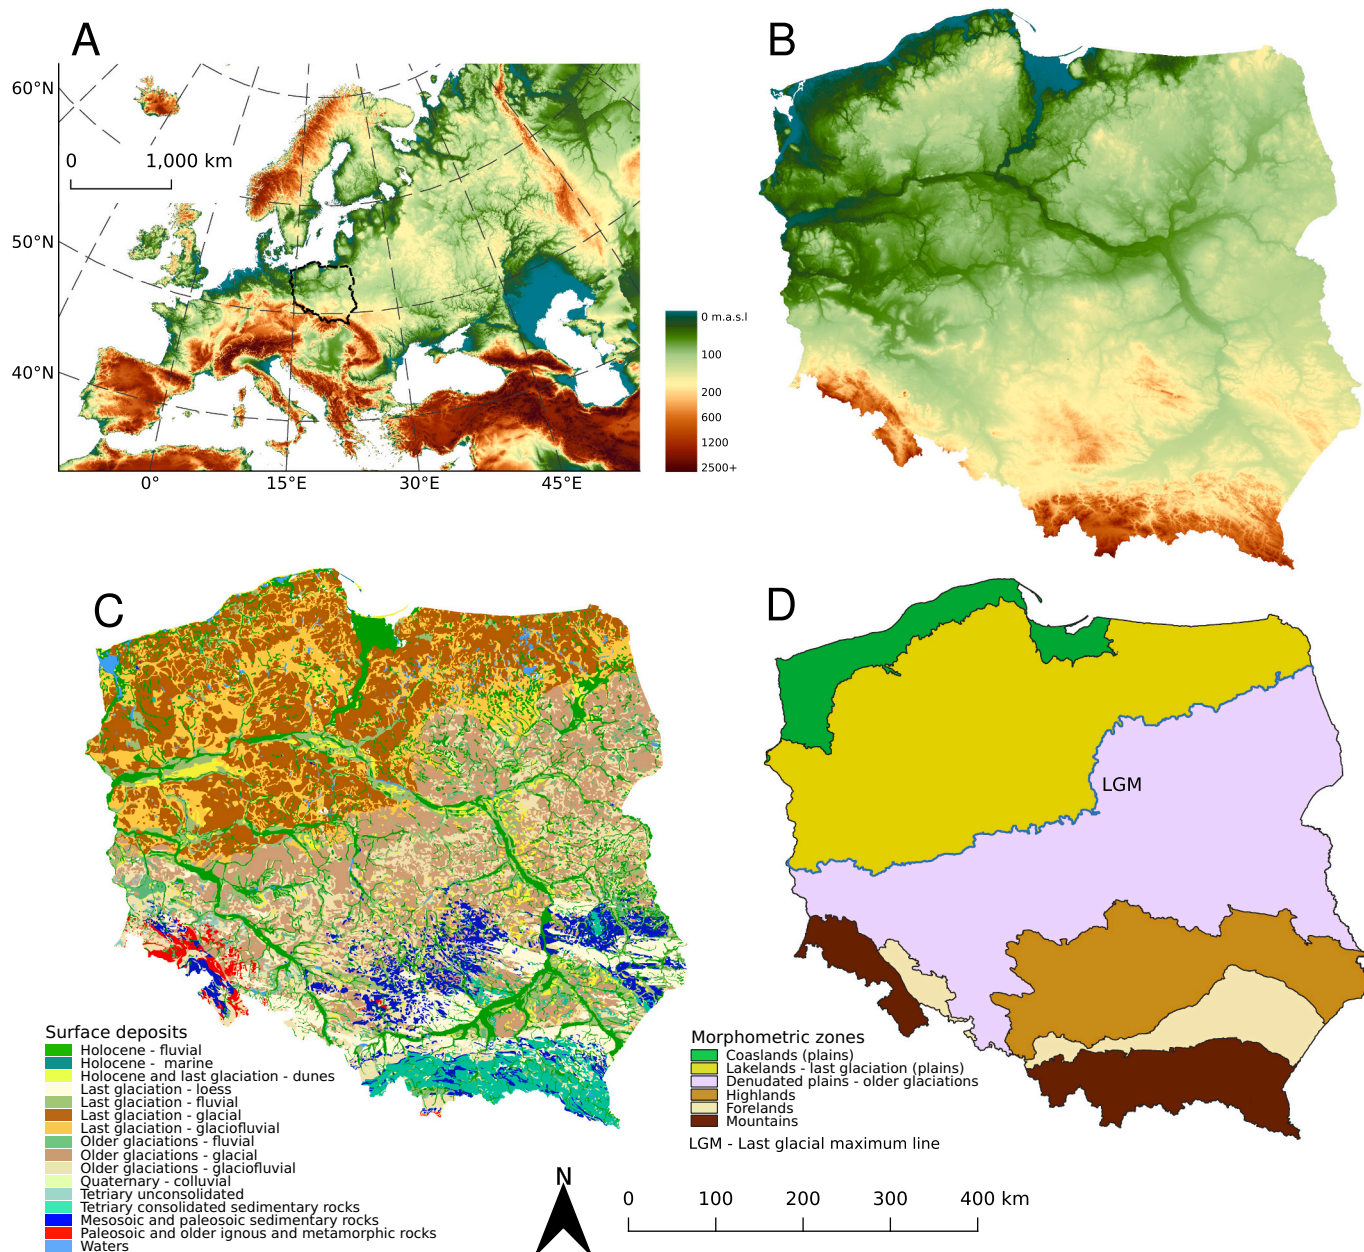 A
60°N
0
1,000 km
50°N
40°N
0°
15°E
30°E
45°E
0 m.a.s.l
100
200
600
1200
2500+
B
C
Surface deposits
Holocene - fluvial
Holocene - marine
Holocene and last glaciation - dunes
Last glaciation - loess
Last glaciation - fluvial
Last glaciation - glacial
Last glaciation - glaciofluvial
Older glaciations - fluvial
Older glaciations - glacial
Older glaciations - glaciofluvial
Quaternary - colluvial
Tetriary unconsolidated
Tetriary consolidated sedimentary rocks
Mesosoic and paleosoic sedimentary rocks
Paleosoic and older ignous and metamorphic rocks
Waters
D
LGM
Morphometric zones
Coaslands (plains)
Lakelands - last glaciation (plains)
Denudated plains - older glaciations
Highlands
Forelands
Mountains
LGM - Last glacial maximum line
N
0 100 200 300 400 km